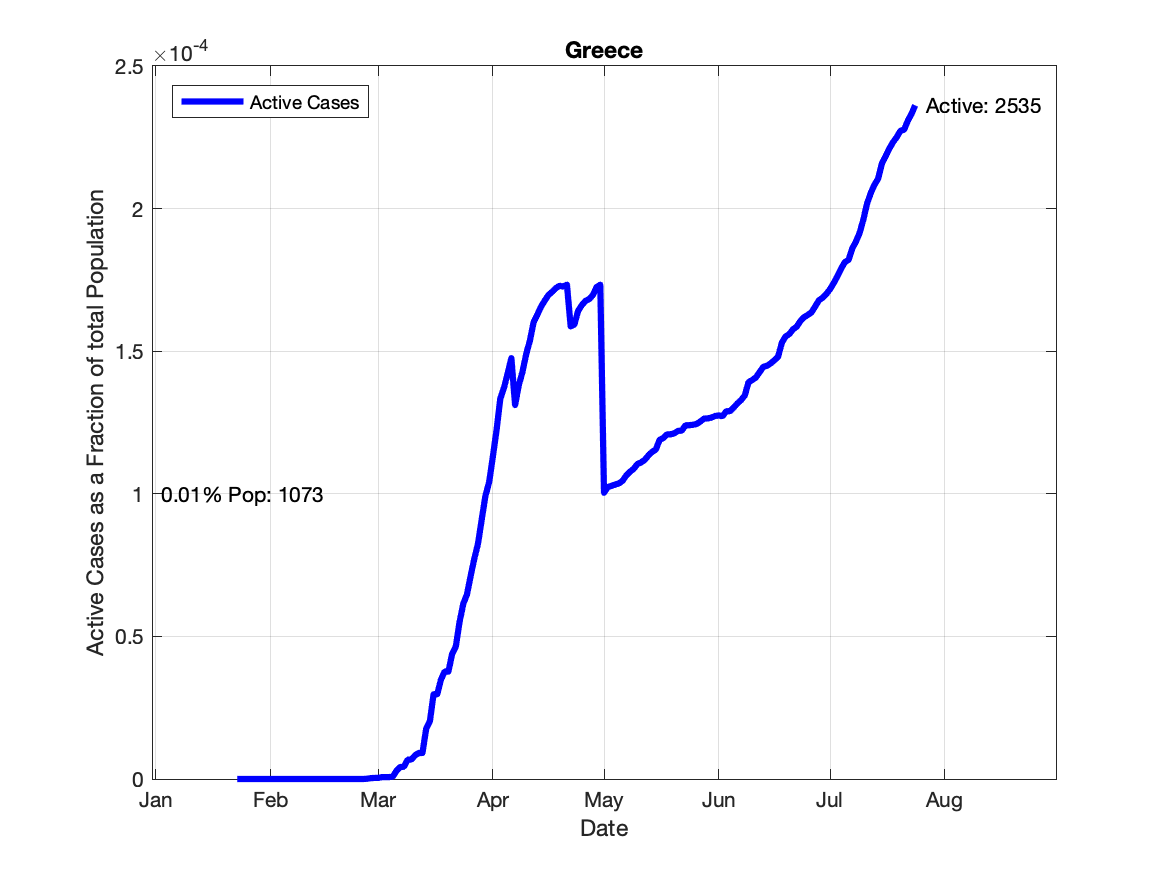 Greece
×10-4
2.5
2
1.5
1
0.5
0
Active Cases as a Fraction of total Population
Active Cases
Active: 2535
0.01% Pop: 1073
Jan Feb Mar Apr May Jun Jul Aug
Date